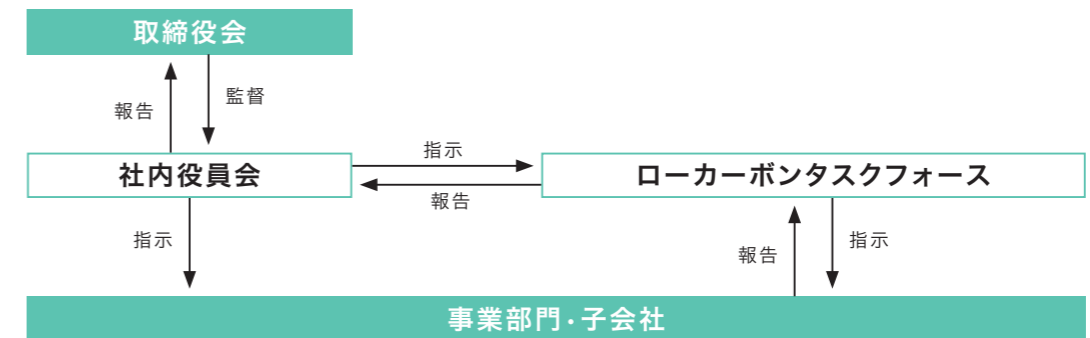 取締役会
報告
監督
社内役員会
指示
報告
ローカーボンタスクフォース
指示
報告
指示
事業部門・子会社